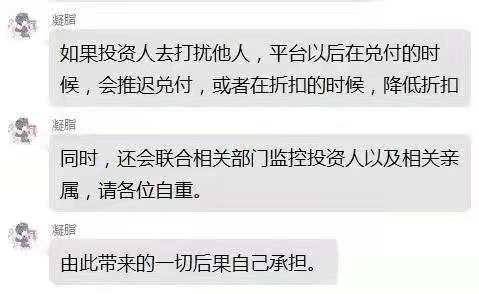 凝脂
如果投资人去打扰他人，平台以后在兑付的时
候，会推迟兑付，或者在折扣的时候，降低折扣
凝脂
同时，还会联合相关部门监控投资人以及相关亲
属，请各位自重。
凝脂
由此带来的一切后果自己承担。